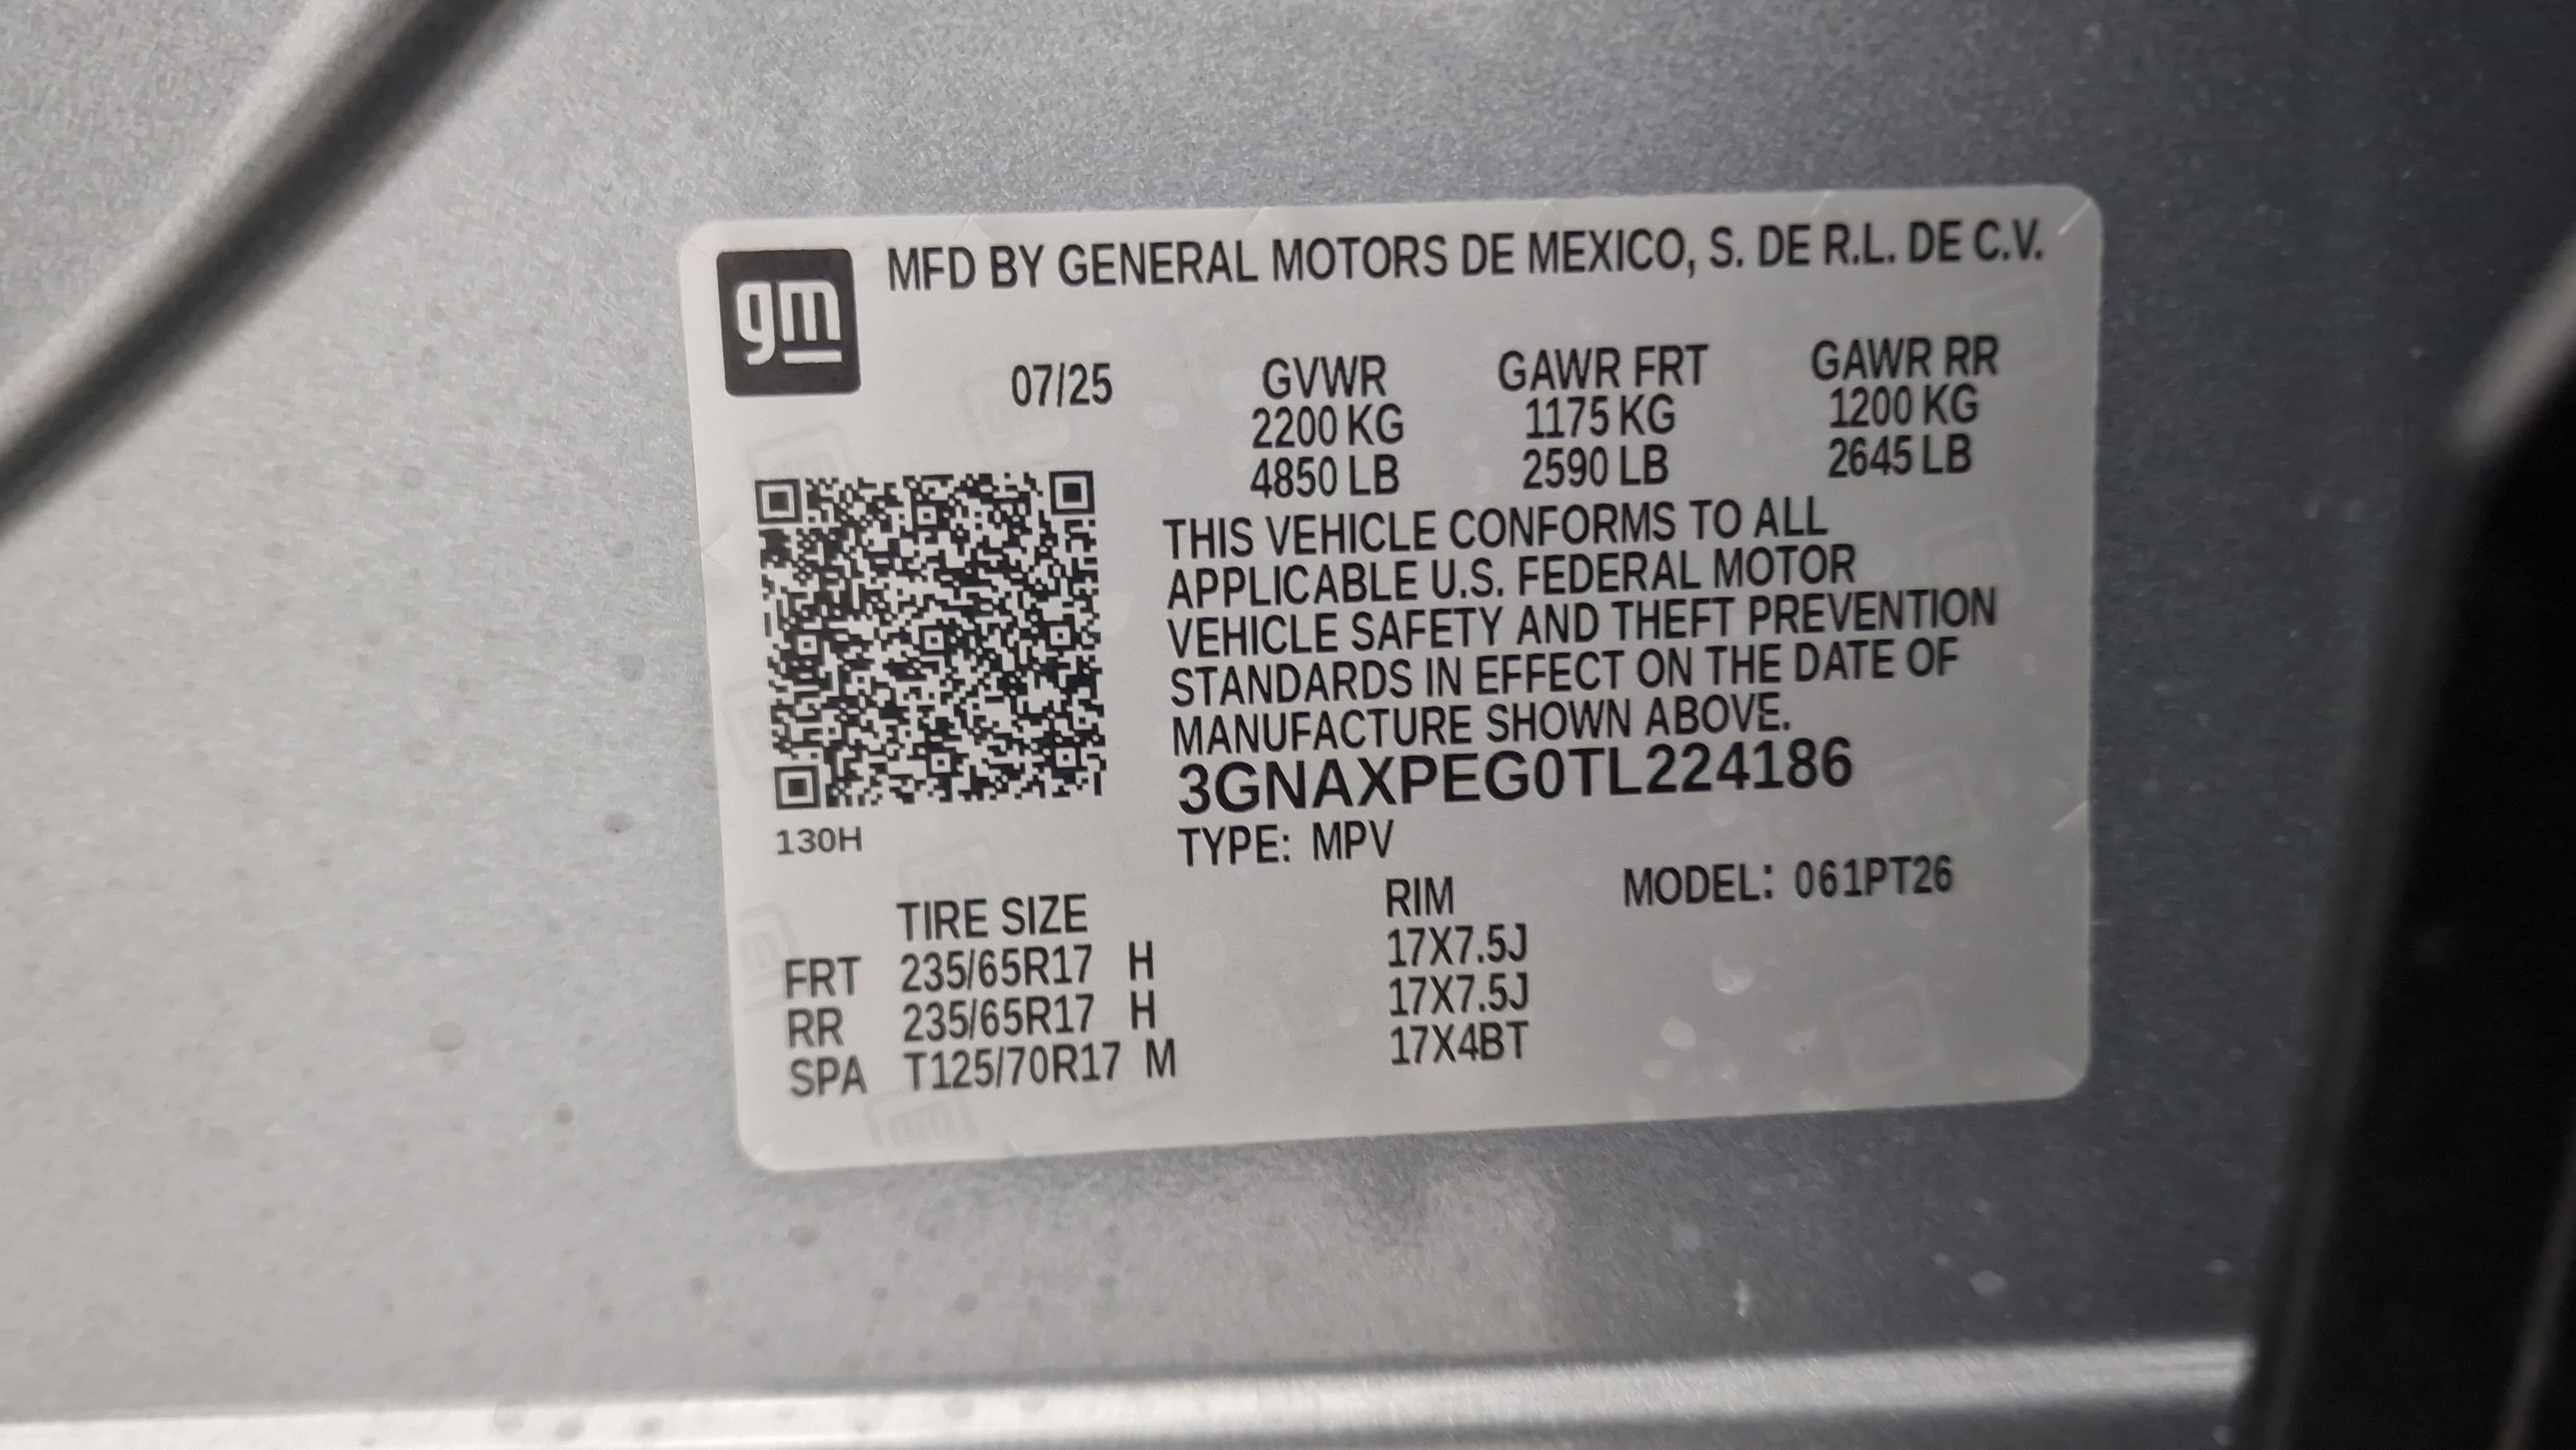 gm
MFD BY GENERAL MOTORS DE MEXICO, S. DE R.L. DE C.V.
07/25 GVWR GAWR FRT GAWR RR
2200 KG 1175 KG 1200 KG
4850 LB 2590 LB 2645 LB
THIS VEHICLE CONFORMS TO ALL
APPLICABLE U.S. FEDERAL MOTOR
VEHICLE SAFETY AND THEFT PREVENTION
STANDARDS IN EFFECT ON THE DATE OF
MANUFACTURE SHOWN ABOVE.
3GNAXPEG0TL224186
130H
TYPE: MPV
TIRE SIZE RIM MODEL: 061PT26
FRT 235/65R17 H 17X7.5J
RR 235/65R17 H 17X7.5J
SPA T125/70R17 M 17X4BT